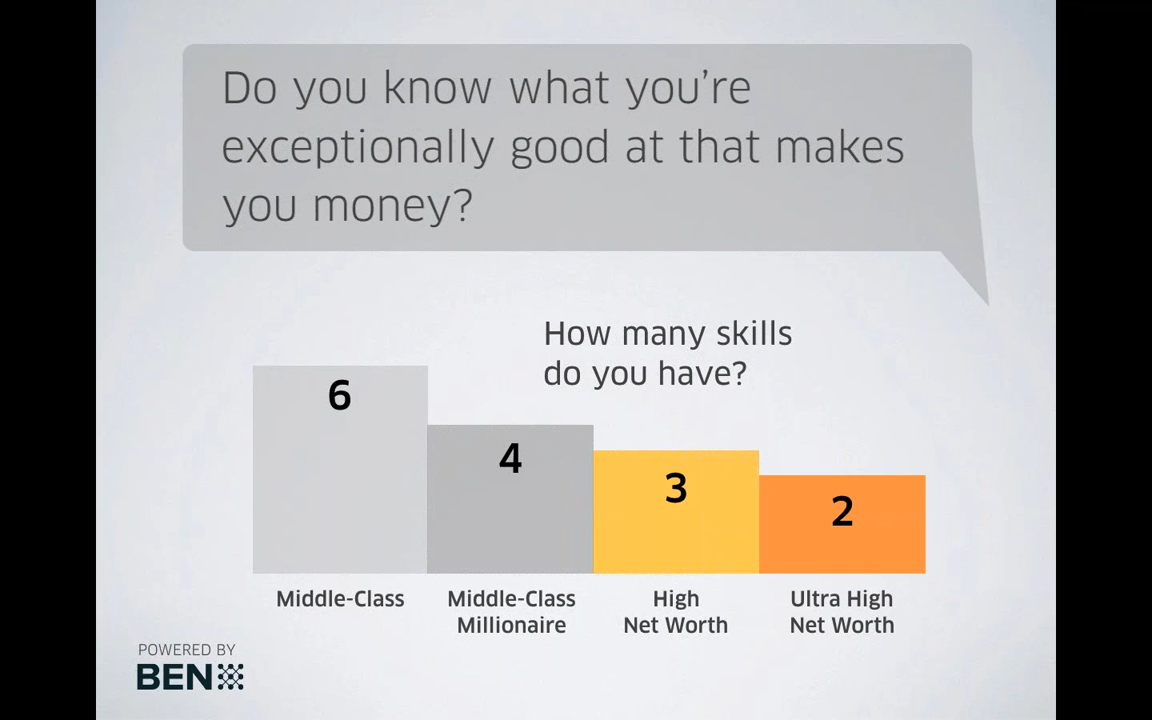 Do you know what you’re
exceptionally good at that makes
you money?
How many skills
do you have?
6
4
3
2
Middle-Class
Middle-Class
Millionaire
High
Net Worth
Ultra High
Net Worth
POWERED BY
BEN